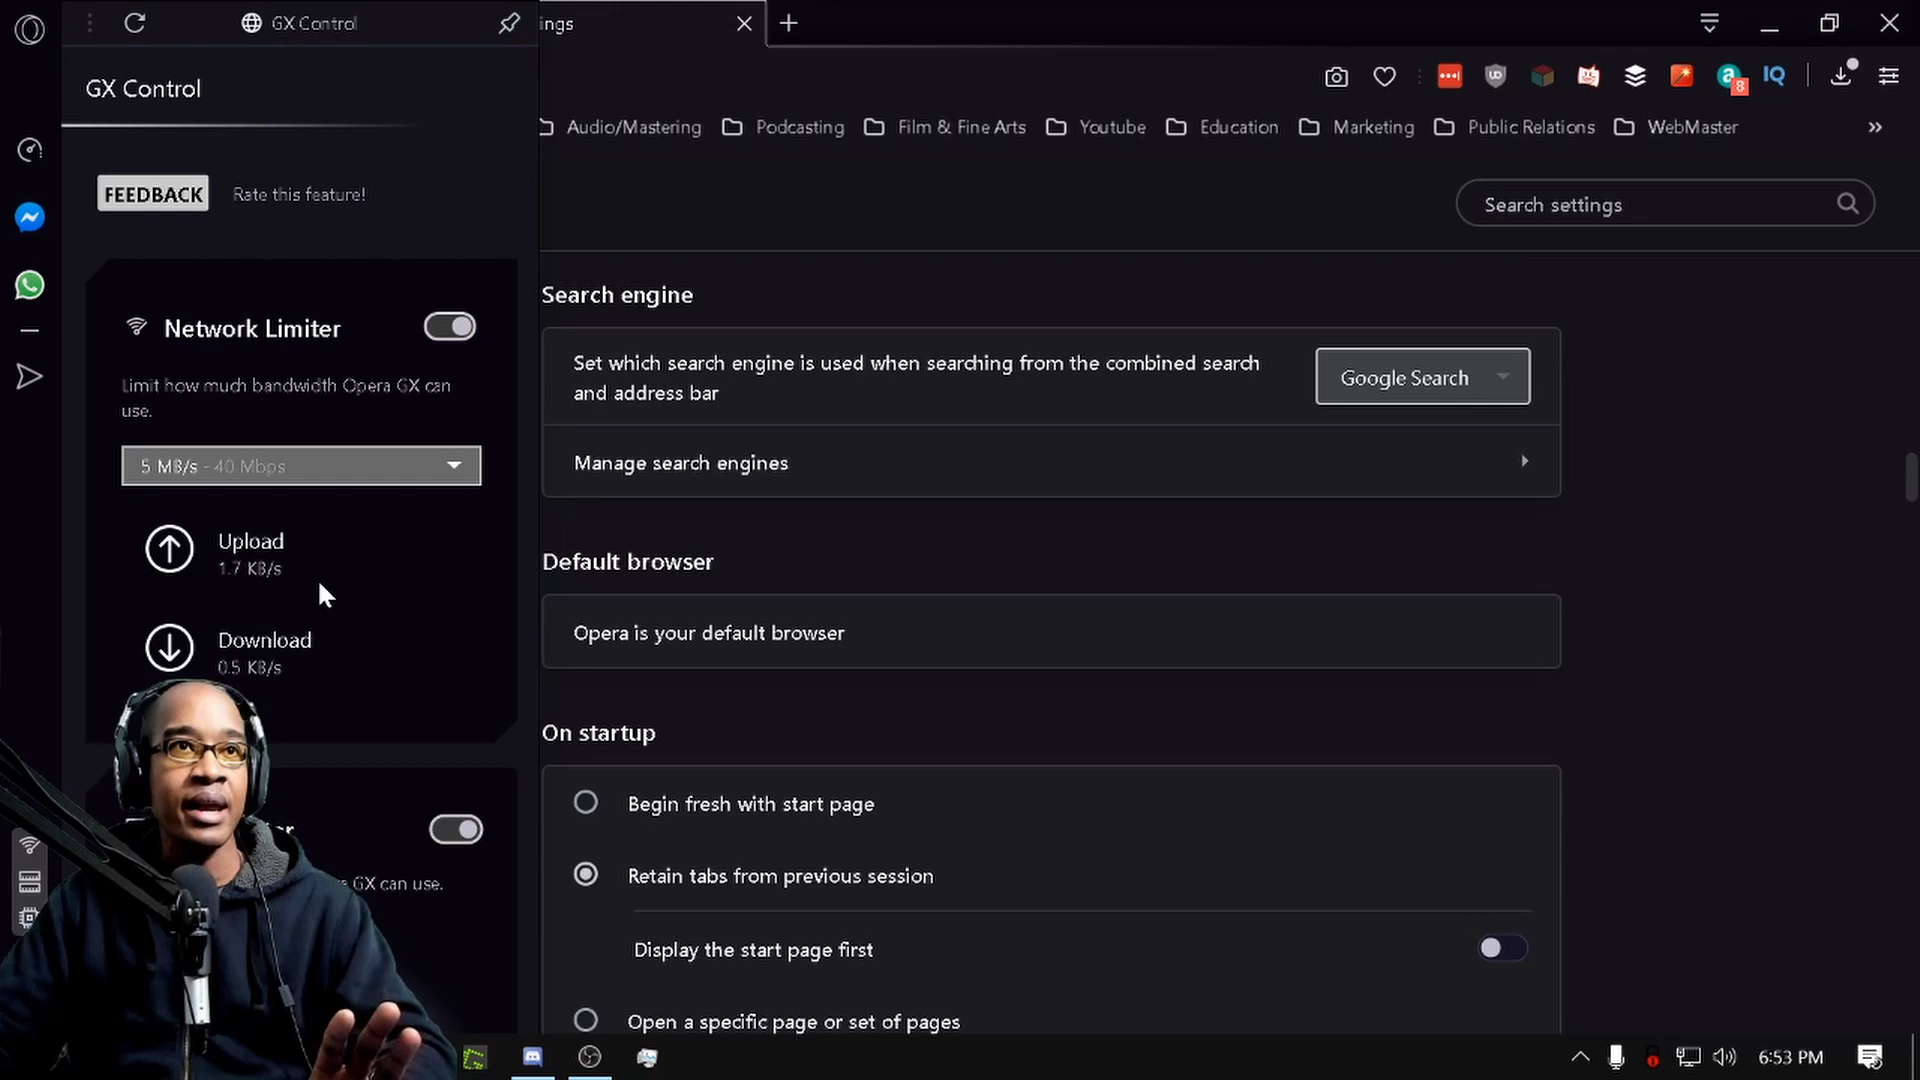 GX Control
ings
GX Control
Audio/Mastering
Podcasting
Film & Fine Arts
Youtube
Education
Marketing
Public Relations
WebMaster
8
IQ
FEEDBACK
Rate this feature!
Search settings
Network Limiter
Limit how much bandwidth Opera GX can
use.
5 MB/s - 40 Mbps
Upload
1.7 KB/s
Download
0.5 KB/s
GX can use.
Search engine
Set which search engine is used when searching from the combined search
and address bar
Google Search
Manage search engines
Default browser
Opera is your default browser
On startup
Begin fresh with start page
Retain tabs from previous session
Display the start page first
Open a specific page or set of pages
6:53 PM